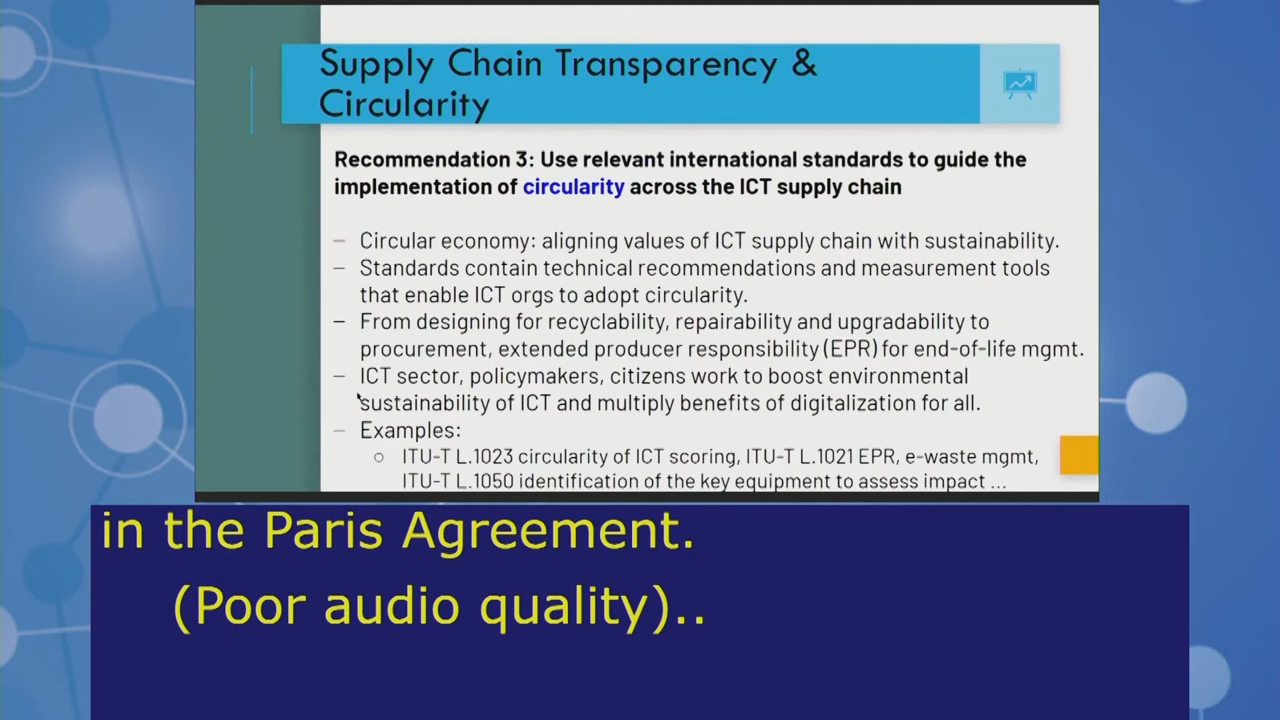 Supply Chain Transparency &
Circularity
Recommendation 3: Use relevant international standards to guide the
implementation of circularity across the ICT supply chain
– Circular economy: aligning values of ICT supply chain with sustainability.
– Standards contain technical recommendations and measurement tools
that enable ICT orgs to adopt circularity.
– From designing for recyclability, repairability and upgradability to
procurement, extended producer responsibility (EPR) for end-of-life mgmt.
– ICT sector, policymakers, citizens work to boost environmental
sustainability of ICT and multiply benefits of digitalization for all.
– Examples:
○ ITU-T L.1023 circularity of ICT scoring, ITU-T L.1021 EPR, e-waste mgmt,
ITU-T L.1050 identification of the key equipment to assess impact ...
in the Paris Agreement.
(Poor audio quality)..